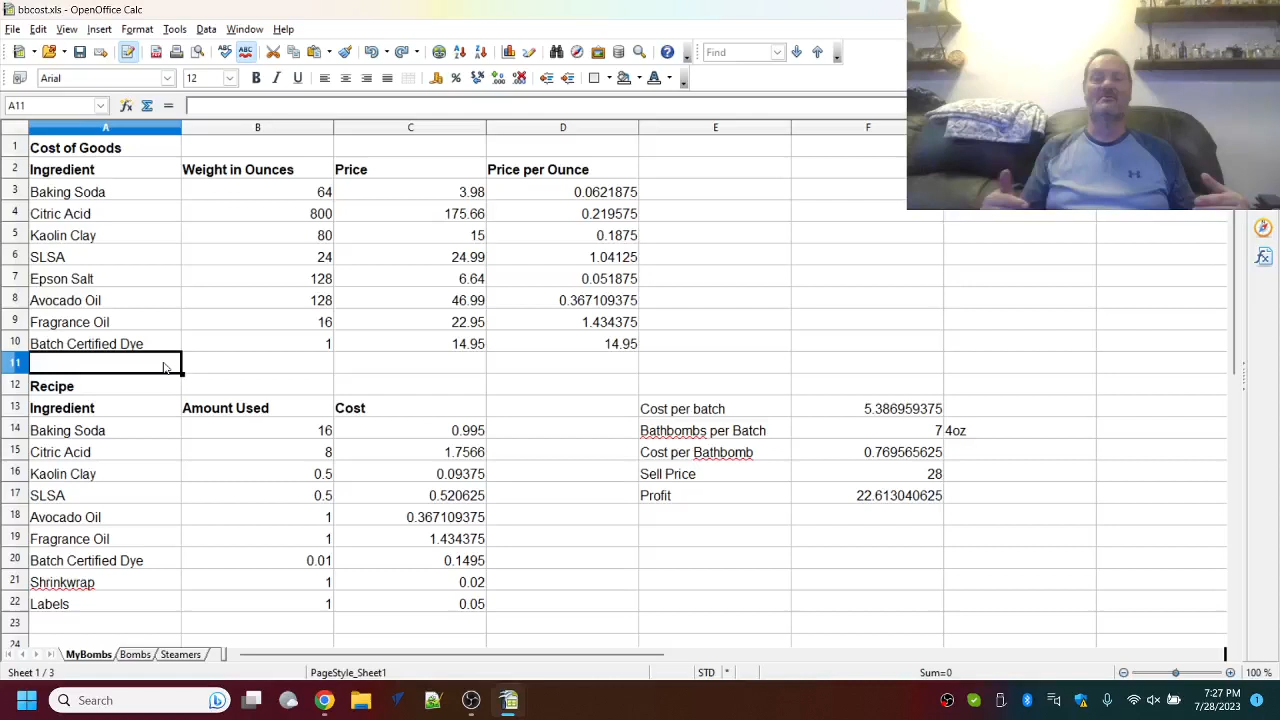 bbcost.xls - OpenOffice Calc
File Edit View Insert Format Tools Data Window Help
Find
Arial 12 B I U
A11
A B C D E F
1 Cost of Goods
2 Ingredient Weight in Ounces Price Price per Ounce
3 Baking Soda 64 3.98 0.0621875
4 Citric Acid 800 175.66 0.219575
5 Kaolin Clay 80 15 0.1875
6 SLSA 24 24.99 1.04125
7 Epson Salt 128 6.64 0.051875
8 Avocado Oil 128 46.99 0.367109375
9 Fragrance Oil 16 22.95 1.434375
10 Batch Certified Dye 1 14.95 14.95
11
12 Recipe
13 Ingredient Amount Used Cost Cost per batch 5.386959375
14 Baking Soda 16 0.995 Bathbombs per Batch 7 4oz
15 Citric Acid 8 1.7566 Cost per Bathbomb 0.769565625
16 Kaolin Clay 0.5 0.09375 Sell Price 28
17 SLSA 0.5 0.520625 Profit 22.613040625
18 Avocado Oil 1 0.367109375
19 Fragrance Oil 1 1.434375
20 Batch Certified Dye 0.01 0.1495
21 Shrinkwrap 1 0.02
22 Labels 1 0.05
23
24
MyBombs Bombs Steamers
Sheet 1 / 3 PageStyle_Sheet1 STD * Sum=0 100 %
Search 7:27 PM
7/28/2023